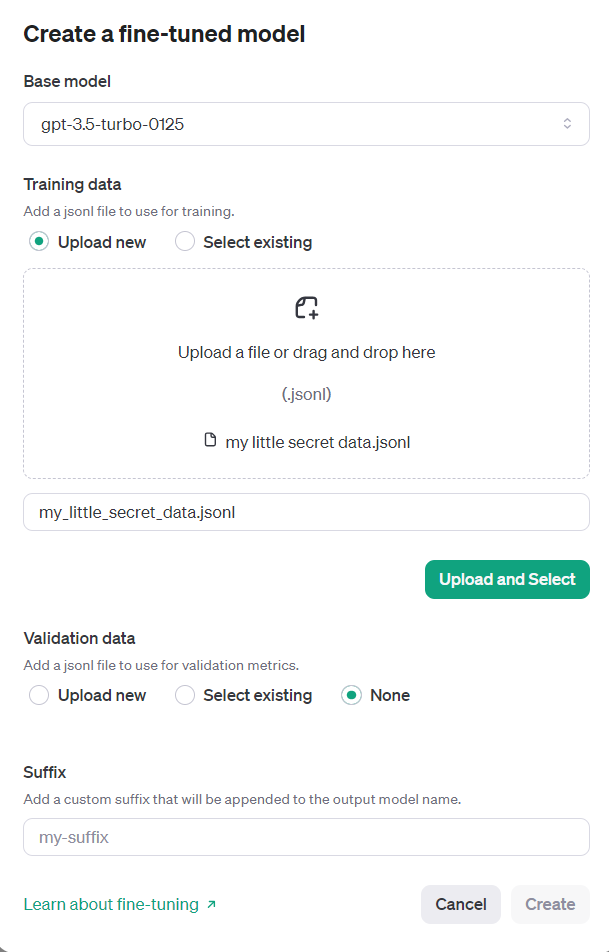 Create a fine-tuned model
Base model
gpt-3.5-turbo-0125
Training data
Add a jsonl file to use for training.
Upload new Select existing
Upload a file or drag and drop here
(.jsonl)
my little secret data.jsonl
my_little_secret_data.jsonl
Upload and Select
Validation data
Add a jsonl file to use for validation metrics.
Upload new Select existing None
Suffix
Add a custom suffix that will be appended to the output model name.
my-suffix
Learn about fine-tuning ↗ Cancel Create